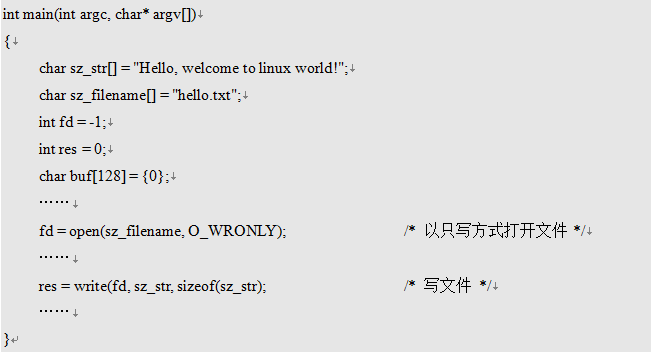 int main(int argc, char* argv[])↓
{↓
char sz_str[] = "Hello, welcome to linux world!";↓
char sz_filename[] = "hello.txt";↓
int fd = -1;↓
int res = 0;↓
char buf[128] = {0};↓
……↓
fd = open(sz_filename, O_WRONLY); /* 以只写方式打开文件 */↓
……↓
res = write(fd, sz_str, sizeof(sz_str); /* 写文件 */↓
……↓
}↵